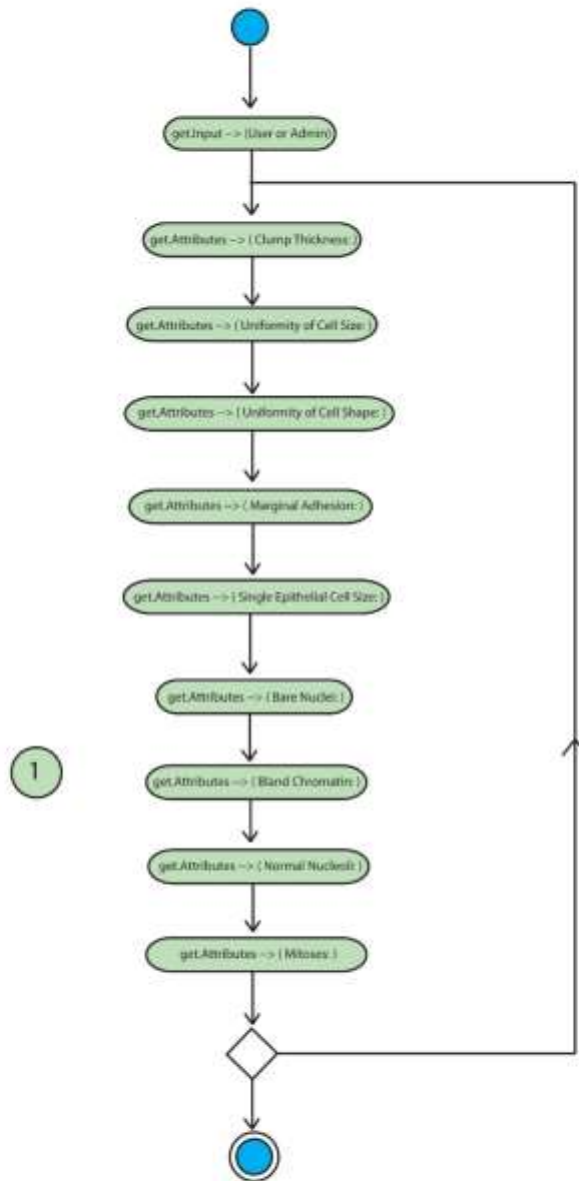 get.Input --> (User or Admin)
get.Attributes --> ( Clump Thickness: )
get.Attributes --> ( Uniformity of Cell Size: )
get.Attributes --> ( Uniformity of Cell Shape: )
get.Attributes --> ( Marginal Adhesion: )
get.Attributes --> ( Single Epithelial Cell Size: )
get.Attributes --> ( Bare Nuclei: )
1
get.Attributes --> ( Bland Chromatin: )
get.Attributes --> ( Normal Nucleoli: )
get.Attributes --> ( Mitoses: )